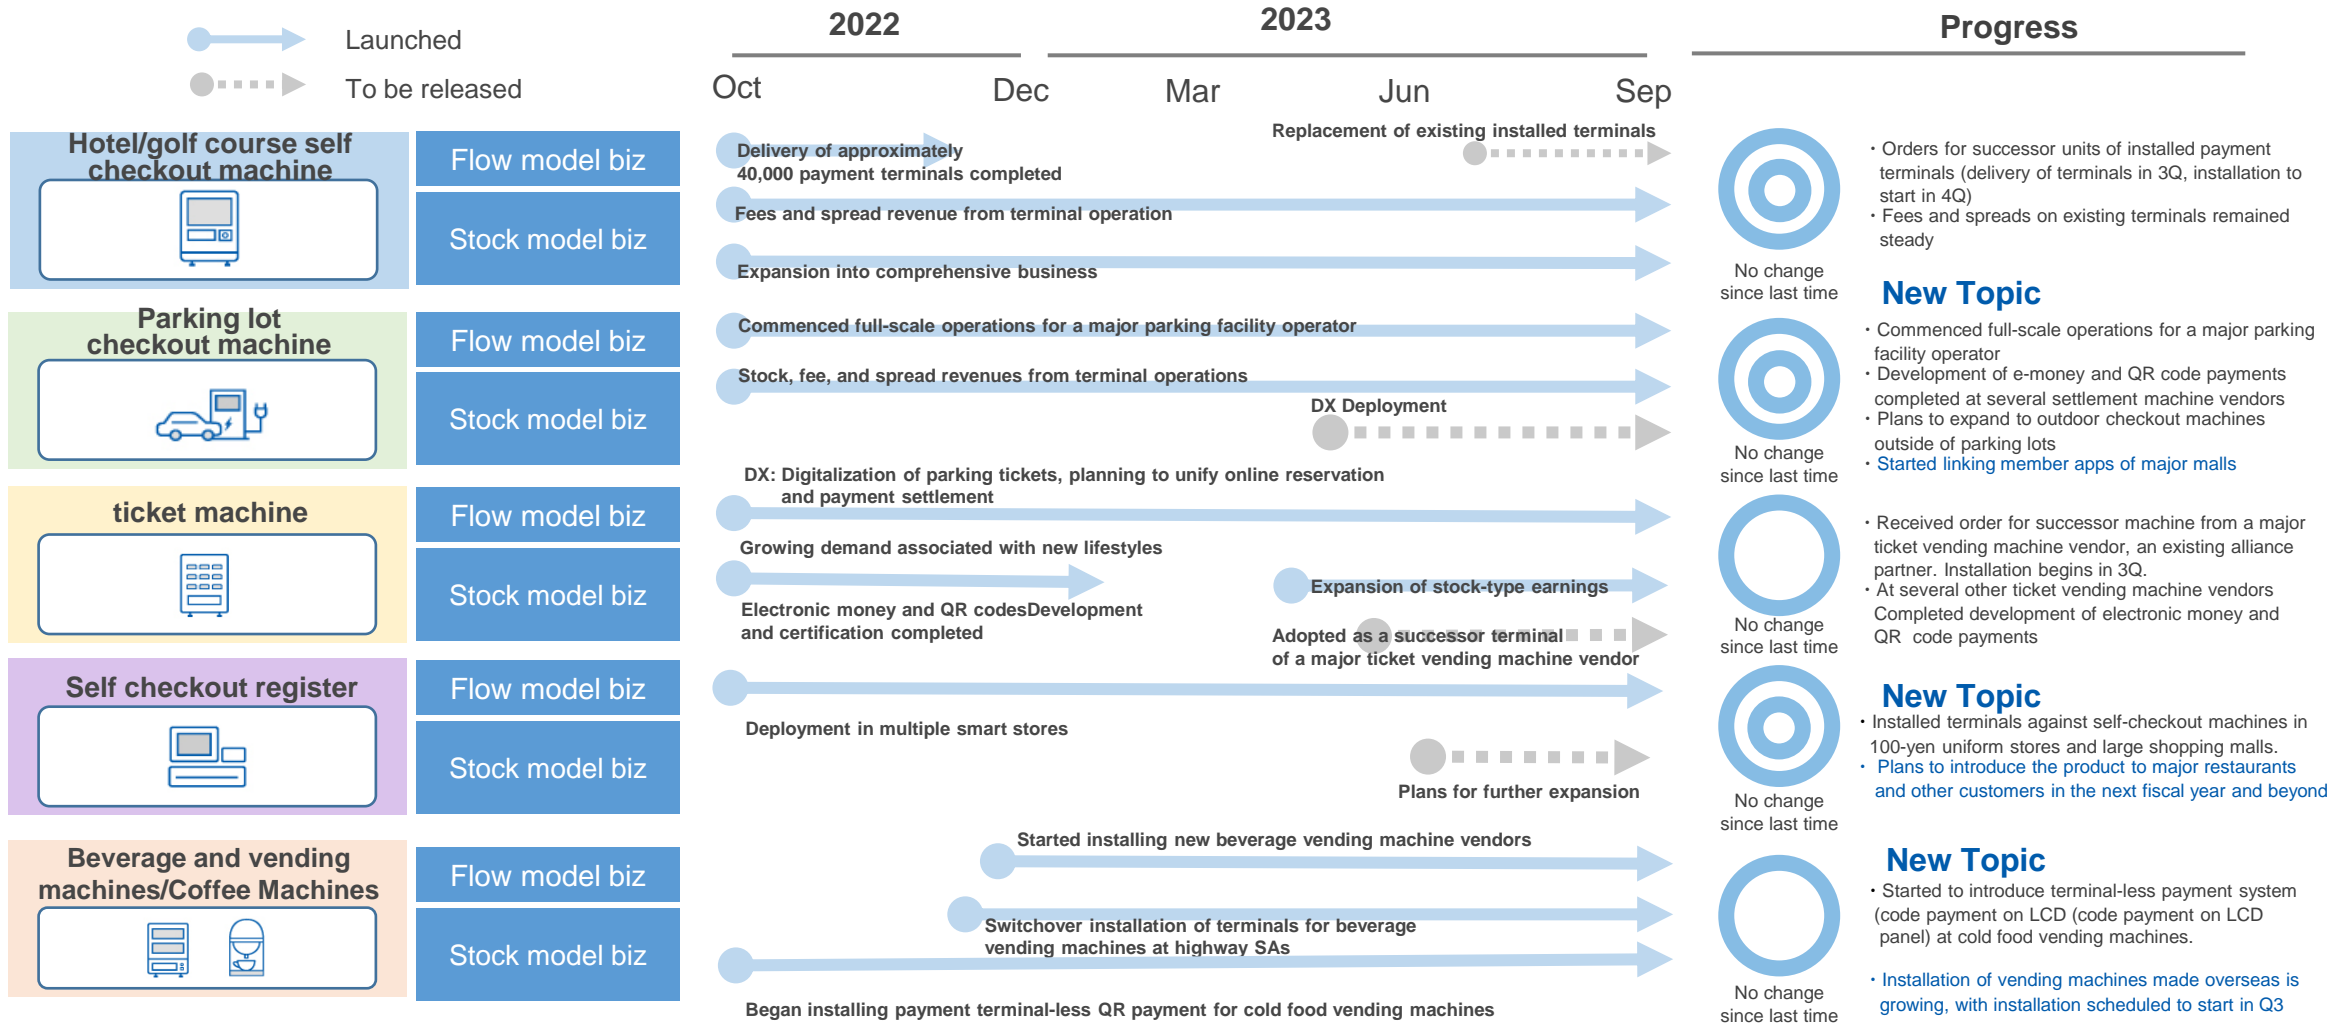 Launched
To be released
2022
2023
Progress
Oct
Dec
Mar
Jun
Sep
Hotel/golf course self
checkout machine
Flow model biz
Stock model biz
Delivery of approximately
40,000 payment terminals completed
Replacement of existing installed terminals
Fees and spread revenue from terminal operation
Expansion into comprehensive business
No change
since last time
・Orders for successor units of installed payment
terminals (delivery of terminals in 3Q, installation to
start in 4Q)
・Fees and spreads on existing terminals remained
steady
Parking lot
checkout machine
Flow model biz
Stock model biz
Commenced full-scale operations for a major parking facility operator
Stock, fee, and spread revenues from terminal operations
DX Deployment
DX: Digitalization of parking tickets, planning to unify online reservation
and payment settlement
No change
since last time
New Topic
・Commenced full-scale operations for a major parking
facility operator
・Development of e-money and QR code payments
completed at several settlement machine vendors
・Plans to expand to outdoor checkout machines
outside of parking lots
・Started linking member apps of major malls
ticket machine
Flow model biz
Stock model biz
Growing demand associated with new lifestyles
Electronic money and QR codesDevelopment
and certification completed
Expansion of stock-type earnings
Adopted as a successor terminal
of a major ticket vending machine vendor
No change
since last time
・Received order for successor machine from a major
ticket vending machine vendor, an existing alliance
partner. Installation begins in 3Q.
・At several other ticket vending machine vendors
Completed development of electronic money and
QR code payments
Self checkout register
Flow model biz
Stock model biz
Deployment in multiple smart stores
Plans for further expansion
No change
since last time
New Topic
・Installed terminals against self-checkout machines in
100-yen uniform stores and large shopping malls.
・Plans to introduce the product to major restaurants
and other customers in the next fiscal year and beyond
Beverage and vending
machines/Coffee Machines
Flow model biz
Stock model biz
Started installing new beverage vending machine vendors
Switchover installation of terminals for beverage
vending machines at highway SAs
Began installing payment terminal-less QR payment for cold food vending machines
No change
since last time
New Topic
・Started to introduce terminal-less payment system
(code payment on LCD (code payment on LCD
panel) at cold food vending machines.
・Installation of vending machines made overseas is
growing, with installation scheduled to start in Q3